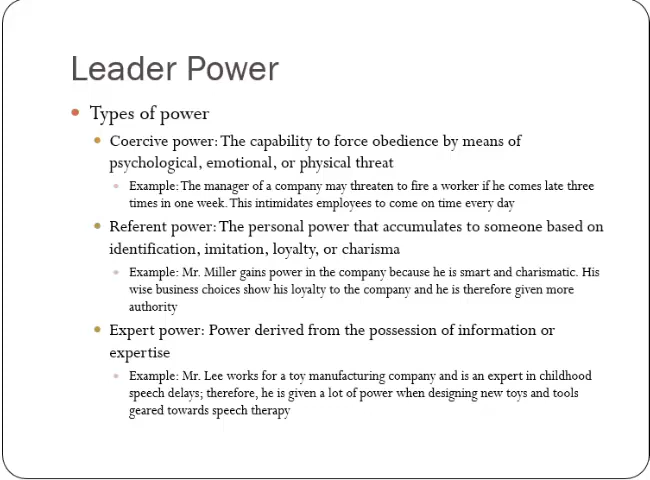 Leader Power
Types of power
Coercive power: The capability to force obedience by means of
psychological, emotional, or physical threat
Example: The manager of a company may threaten to fire a worker if he comes late three
times in one week. This intimidates employees to come on time every day
Referent power: The personal power that accumulates to someone based on
identification, imitation, loyalty, or charisma
Example: Mr. Miller gains power in the company because he is smart and charismatic. His
wise business choices show his loyalty to the company and he is therefore given more
authority
Expert power: Power derived from the possession of information or
expertise
Example: Mr. Lee works for a toy manufacturing company and is an expert in childhood
speech delays; therefore, he is given a lot of power when designing new toys and tools
geared towards speech therapy